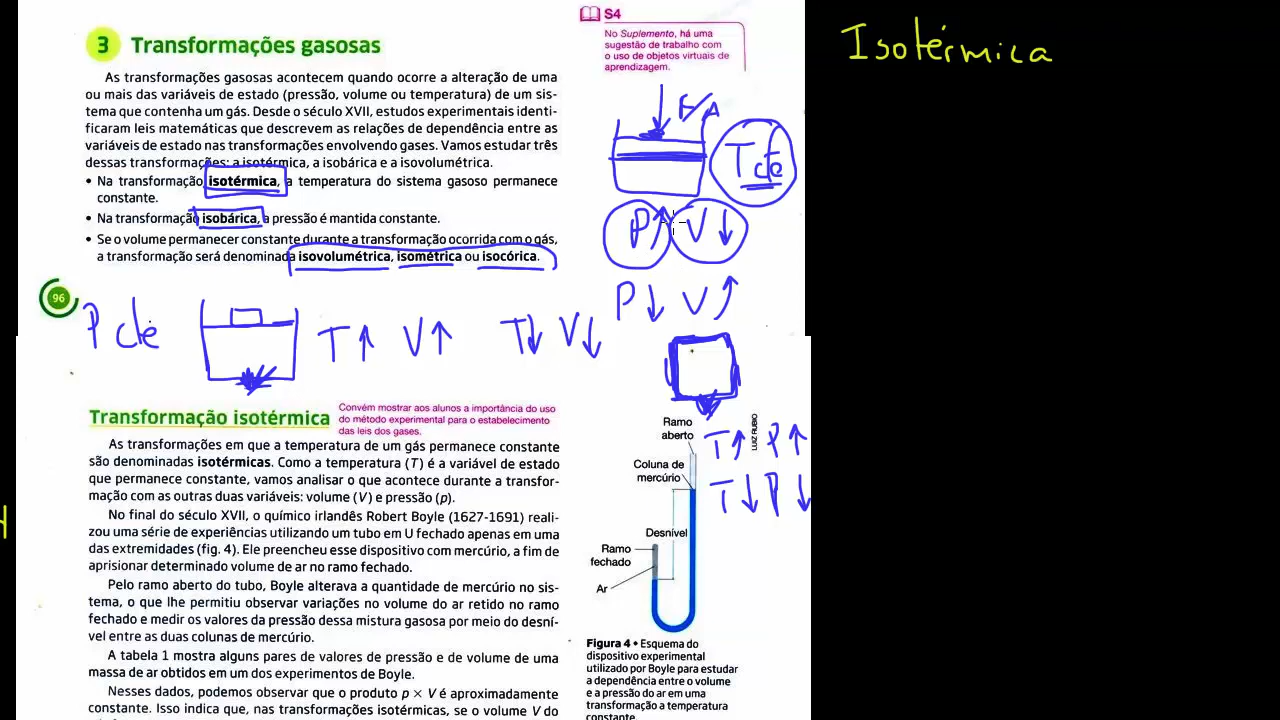 3 Transformações gasosas
As transformações gasosas acontecem quando ocorre a alteração de uma
ou mais das variáveis de estado (pressão, volume ou temperatura) de um sis-
tema que contenha um gás. Desde o século XVII, estudos experimentais identi-
ficaram leis matemáticas que descrevem as relações de dependência entre as
variáveis de estado nas transformações envolvendo gases. Vamos estudar três
dessas transformações: a isotérmica, a isobárica e a isovolumétrica.
• Na transformação isotérmica, a temperatura do sistema gasoso permanece
constante.
• Na transformação isobárica, a pressão é mantida constante.
• Se o volume permanecer constante durante a transformação ocorrida com o gás,
a transformação será denominada isovolumétrica, isométrica ou isocórica.
96
P cte
T↑ V↑ T↓ V↓
S4
No Suplemento, há uma
sugestão de trabalho com
o uso de objetos virtuais de
aprendizagem.
F/A
T cte
P↑ V↓
P↓ V↑
T↑ P↑
T↓ P↓
Transformação isotérmica
Convém mostrar aos alunos a importância do uso
do método experimental para o estabelecimento
das leis dos gases.
As transformações em que a temperatura de um gás permanece constante
são denominadas isotérmicas. Como a temperatura (T) é a variável de estado
que permanece constante, vamos analisar o que acontece durante a transfor-
mação com as outras duas variáveis: volume (V) e pressão (p).
No final do século XVII, o químico irlandês Robert Boyle (1627-1691) reali-
zou uma série de experiências utilizando um tubo em U fechado apenas em uma
das extremidades (fig. 4). Ele preencheu esse dispositivo com mercúrio, a fim de
aprisionar determinado volume de ar no ramo fechado.
Pelo ramo aberto do tubo, Boyle alterava a quantidade de mercúrio no sis-
tema, o que lhe permitiu observar variações no volume do ar retido no ramo
fechado e medir os valores da pressão dessa mistura gasosa por meio do desní-
vel entre as duas colunas de mercúrio.
A tabela 1 mostra alguns pares de valores de pressão e de volume de uma
massa de ar obtidos em um dos experimentos de Boyle.
Nesses dados, podemos observar que o produto p × V é aproximadamente
constante. Isso indica que, nas transformações isotérmicas, se o volume V do
Ramo
aberto
Coluna de
mercúrio
Desnível
Ramo
fechado
Ar
LUIZ RUBIO
Figura 4 • Esquema do
dispositivo experimental
utilizado por Boyle para estudar
a dependência entre o volume
e a pressão do ar em uma
transformação a temperatura
constante.
Isotérmica